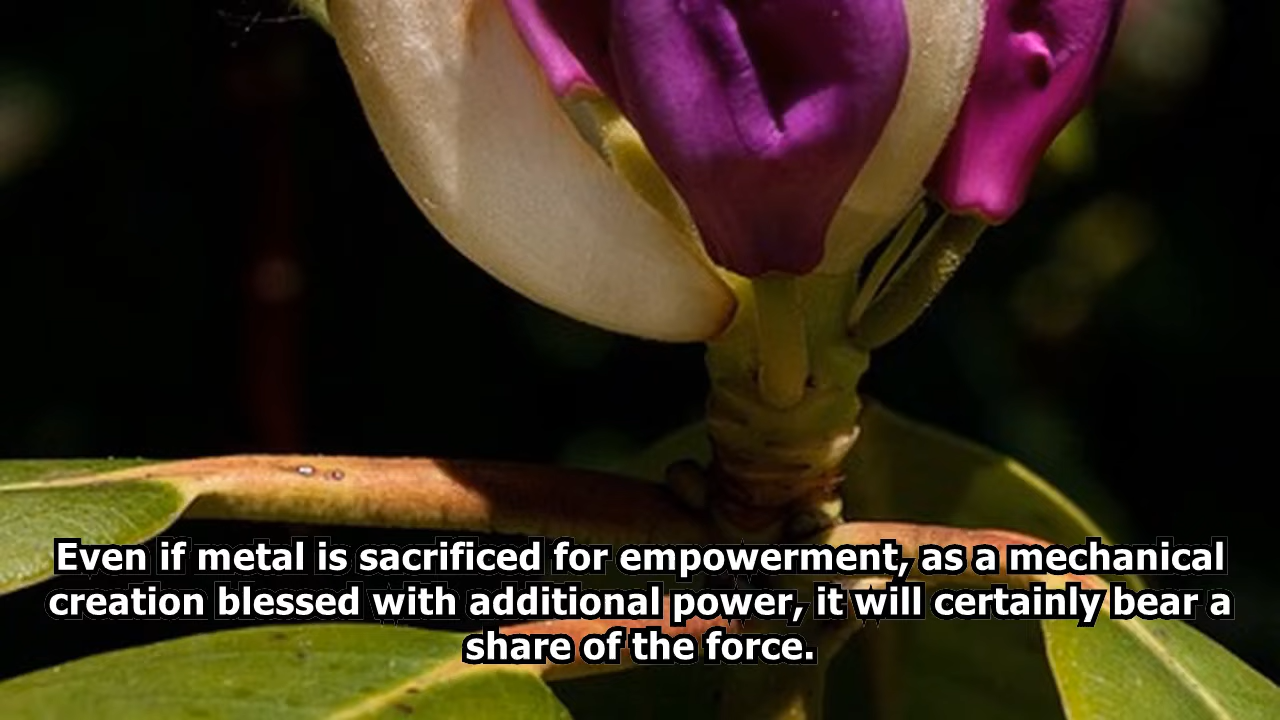 Even if metal is sacrificed for empowerment, as a mechanical
creation blessed with additional power, it will certainly bear a
share of the force.